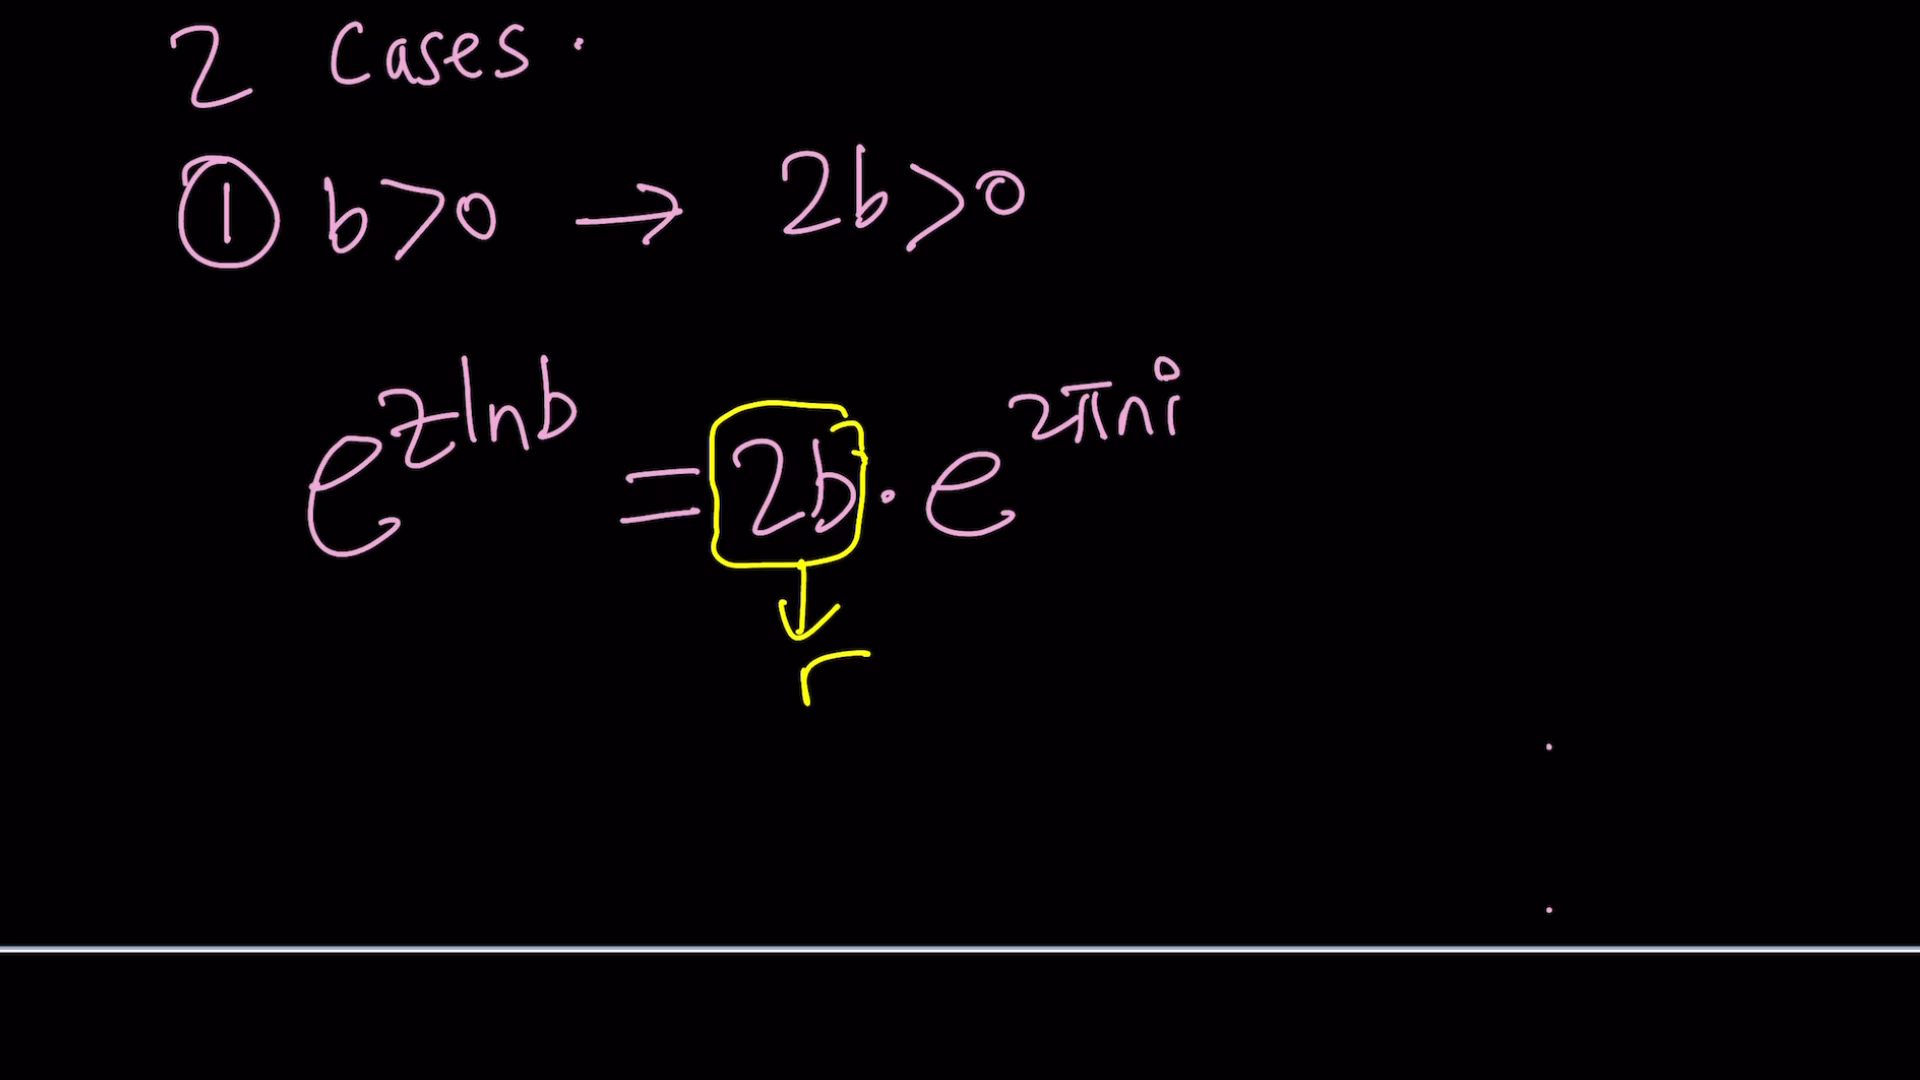 2 Cases.
① b>0 → 2b>0
e^{z ln b} = 2b · e^{2πni}
↓
r